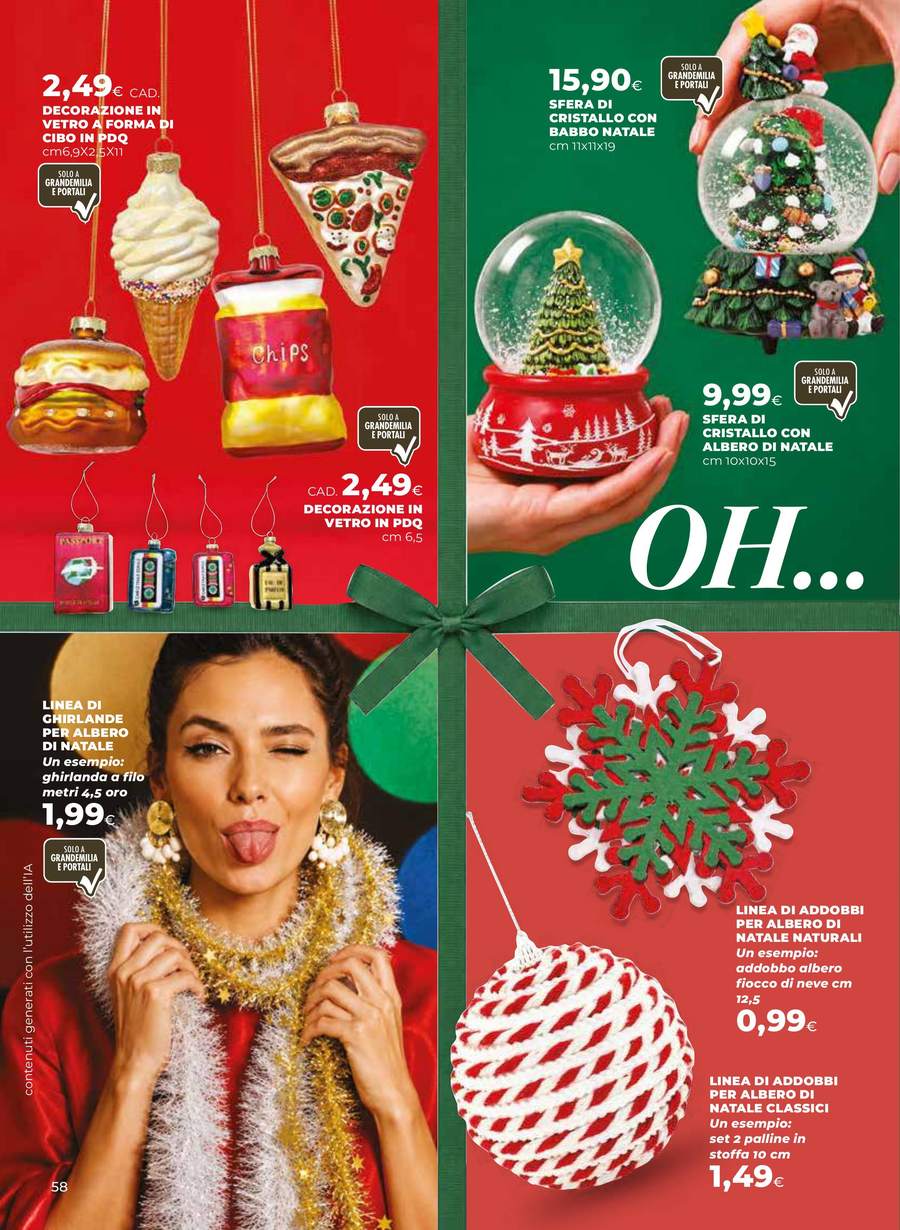 2,49€ CAD.
DECORAZIONE IN
VETRO A FORMA DI
CIBO IN PDQ
cm6,9X2,5X11
SOLO A
GRANDEMILIA
E PORTALI
Chips
SOLO A
GRANDEMILIA
E PORTALI
CAD. 2,49€
DECORAZIONE IN
VETRO IN PDQ
cm 6,5
PASSPORT
15,90€
SFERA DI
CRISTALLO CON
BABBO NATALE
cm 11x11x19
SOLO A
GRANDEMILIA
E PORTALI
9,99€
SFERA DI
CRISTALLO CON
ALBERO DI NATALE
cm 10x10x15
SOLO A
GRANDEMILIA
E PORTALI
OH...
LINEA DI
GHIRLANDE
PER ALBERO
DI NATALE
Un esempio:
ghirlanda a filo
metri 4,5 oro
1,99€
SOLO A
GRANDEMILIA
E PORTALI
contenuti generati con l'utilizzo dell'IA
58
LINEA DI ADDOBBI
PER ALBERO DI
NATALE NATURALI
Un esempio:
addobbo albero
fiocco di neve cm
12,5
0,99€
LINEA DI ADDOBBI
PER ALBERO DI
NATALE CLASSICI
Un esempio:
set 2 palline in
stoffa 10 cm
1,49€